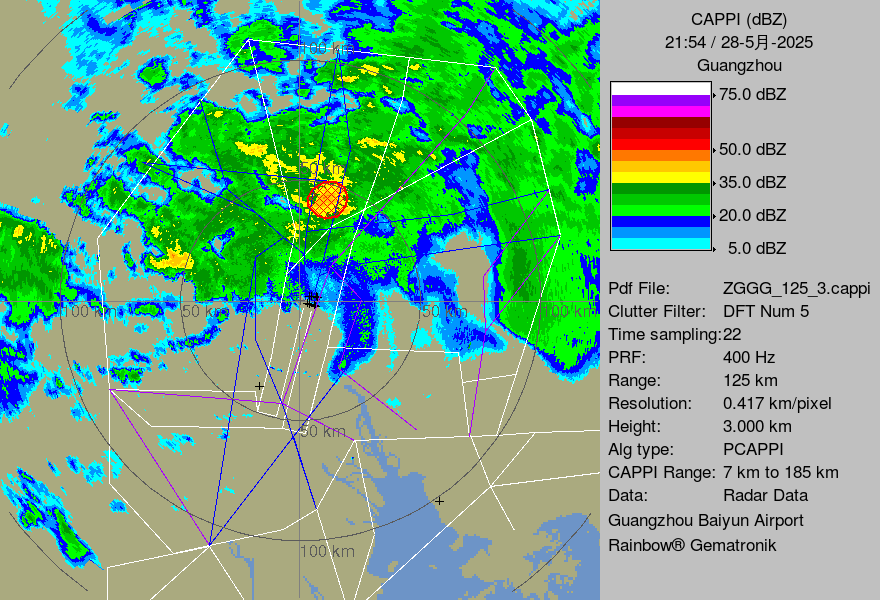 CAPPI (dBZ)
21:54 / 28-5月-2025
Guangzhou
75.0 dBZ
50.0 dBZ
35.0 dBZ
20.0 dBZ
5.0 dBZ
Pdf File: ZGGG_125_3.cappi
Clutter Filter: DFT Num 5
Time sampling:22
PRF: 400 Hz
Range: 125 km
Resolution: 0.417 km/pixel
Height: 3.000 km
Alg type: PCAPPI
CAPPI Range: 7 km to 185 km
Data: Radar Data
Guangzhou Baiyun Airport
Rainbow® Gematronik
100 km
50 km
100 km
50 km
50 km
100 km
50 km
100 km